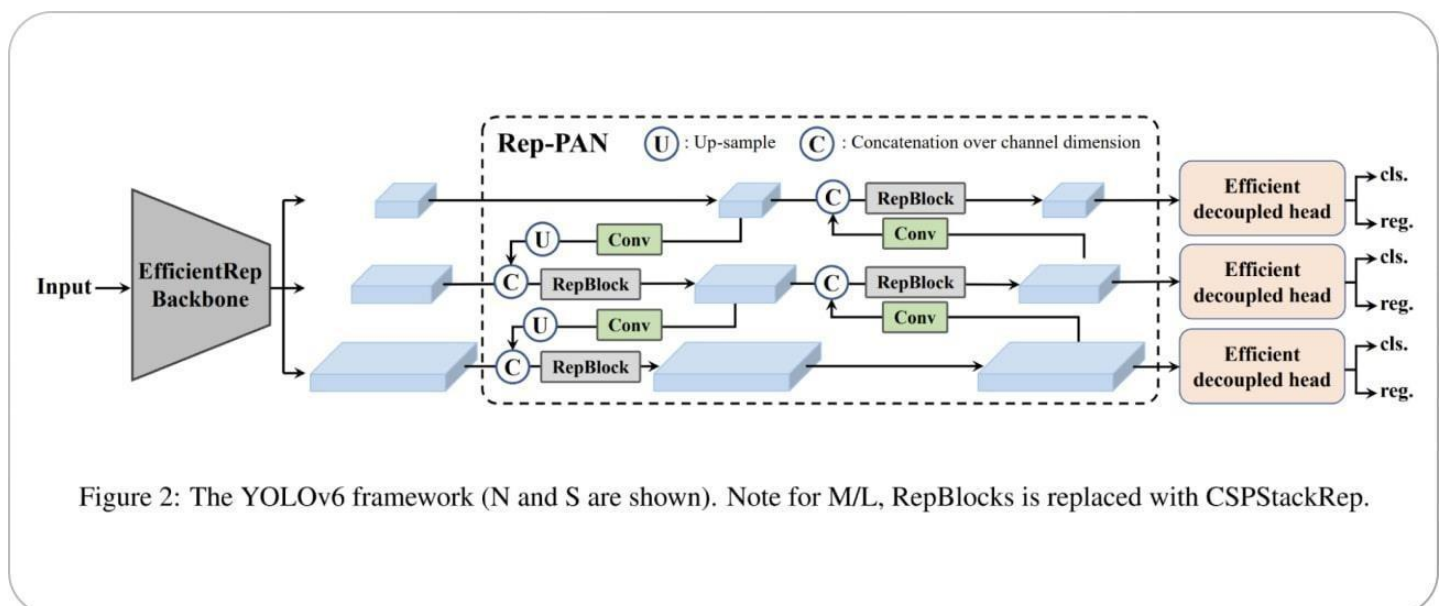 Rep-PAN
U : Up-sample
C : Concatenation over channel dimension
Input
EfficientRep
Backbone
C
RepBlock
Conv
U
Conv
C
RepBlock
C
RepBlock
Conv
U
Conv
C
RepBlock
Efficient
decoupled head
cls.
reg.
Efficient
decoupled head
cls.
reg.
Efficient
decoupled head
cls.
reg.
Figure 2: The YOLOv6 framework (N and S are shown). Note for M/L, RepBlocks is replaced with CSPStackRep.